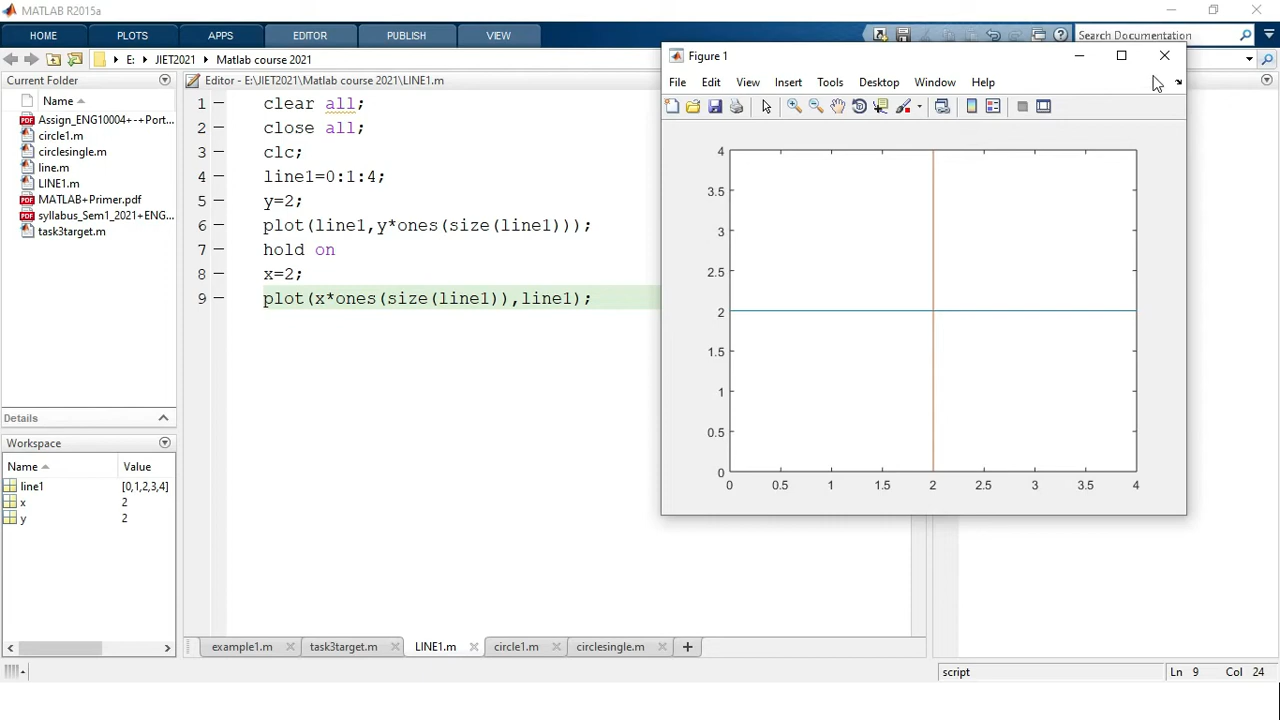 MATLAB R2015a
HOME PLOTS APPS EDITOR PUBLISH VIEW
Search Documentation
E: JIET2021 Matlab course 2021
Current Folder
Name
Assign_ENG10004+-+Port...
circle1.m
circlesingle.m
line.m
LINE1.m
MATLAB+Primer.pdf
syllabus_Sem1_2021+ENG...
task3target.m
Details
Workspace
Name Value
line1 [0,1,2,3,4]
x 2
y 2
Editor - E:\JIET2021\Matlab course 2021\LINE1.m
1 clear all;
2 close all;
3 clc;
4 line1=0:1:4;
5 y=2;
6 plot(line1,y*ones(size(line1)));
7 hold on
8 x=2;
9 plot(x*ones(size(line1)),line1);
Figure 1
File Edit View Insert Tools Desktop Window Help
4
3.5
3
2.5
2
1.5
1
0.5
0
0 0.5 1 1.5 2 2.5 3 3.5 4
example1.m task3target.m LINE1.m circle1.m circlesingle.m
script Ln 9 Col 24